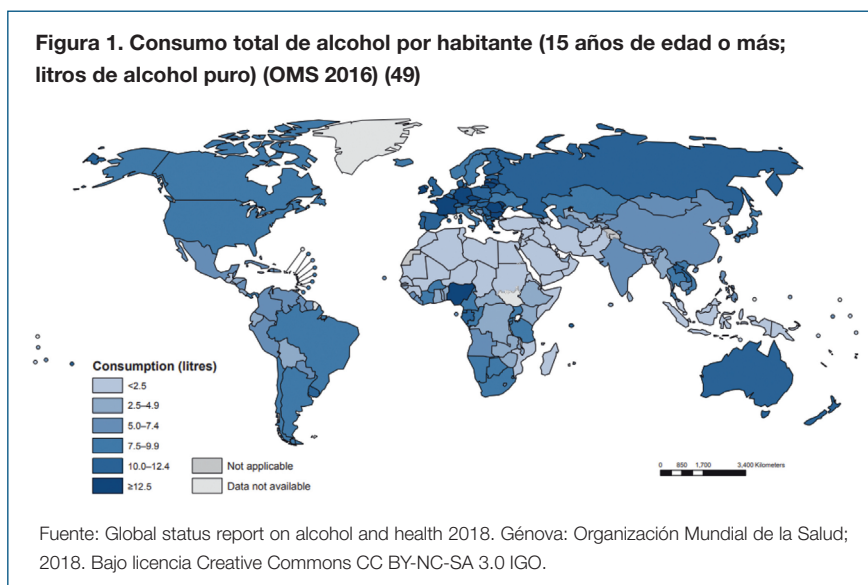 Figura 1. Consumo total de alcohol por habitante (15 años de edad o más;
litros de alcohol puro) (OMS 2016) (49)
Consumption (litres)
<2.5
2.5–4.9
5.0–7.4
7.5–9.9
10.0–12.4
≥12.5
Not applicable
Data not available
0 850 1,700 3,400 Kilometers
Fuente: Global status report on alcohol and health 2018. Génova: Organización Mundial de la Salud;
2018. Bajo licencia Creative Commons CC BY-NC-SA 3.0 IGO.